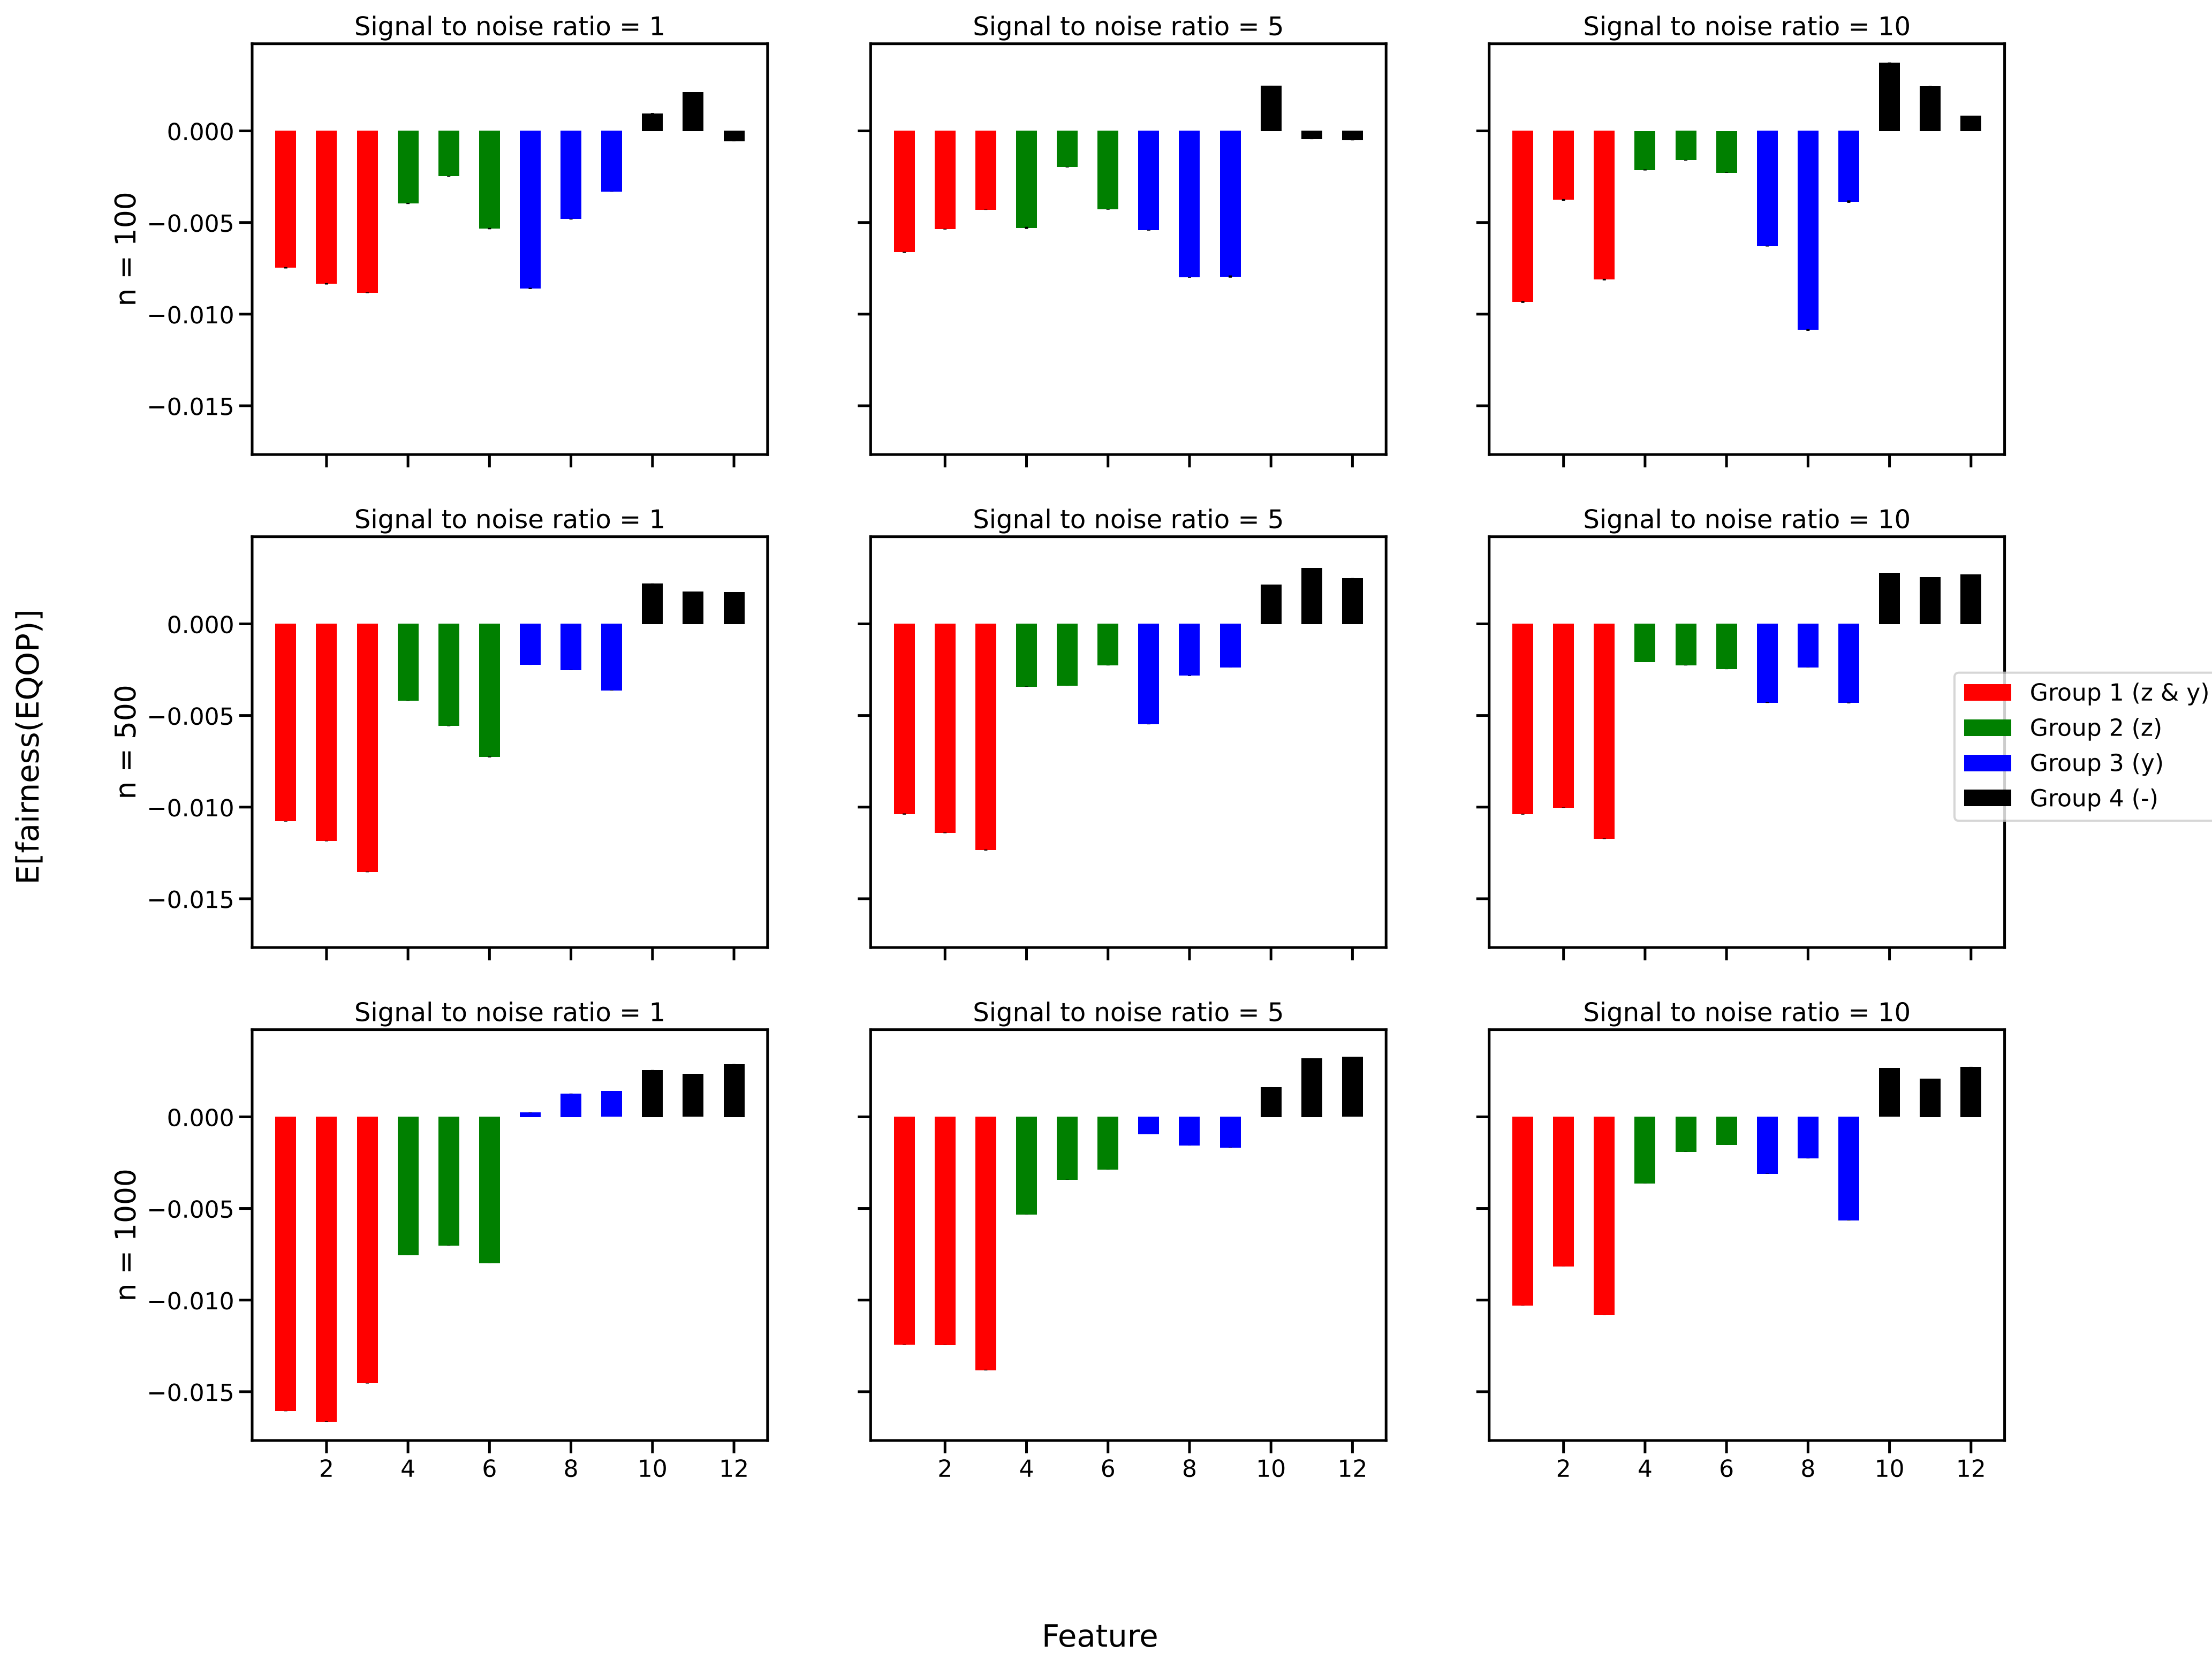 Signal to noise ratio = 1
Signal to noise ratio = 5
Signal to noise ratio = 10
n = 100
0.000
−0.005
−0.010
−0.015
E[fairness(EQOP)]
Signal to noise ratio = 1
Signal to noise ratio = 5
Signal to noise ratio = 10
n = 500
0.000
−0.005
−0.010
−0.015
Group 1 (z & y)
Group 2 (z)
Group 3 (y)
Group 4 (-)
Signal to noise ratio = 1
Signal to noise ratio = 5
Signal to noise ratio = 10
n = 1000
0.000
−0.005
−0.010
−0.015
2 4 6 8 10 12
2 4 6 8 10 12
2 4 6 8 10 12
Feature